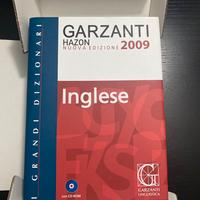 I GRANDI DIZIONARI
GARZANTI
HAZON
NUOVA EDIZIONE 2009
Inglese
con CD-ROM
G
GARZANTI
LINGUISTICA